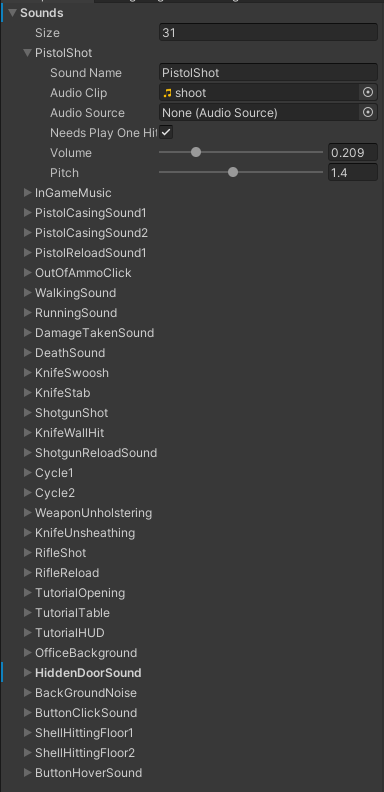 Sounds
Size 31
PistolShot
Sound Name PistolShot
Audio Clip shoot
Audio Source None (Audio Source)
Needs Play One Hit
Volume 0.209
Pitch 1.4
InGameMusic
PistolCasingSound1
PistolCasingSound2
PistolReloadSound1
OutOfAmmoClick
WalkingSound
RunningSound
DamageTakenSound
DeathSound
KnifeSwoosh
KnifeStab
ShotgunShot
KnifeWallHit
ShotgunReloadSound
Cycle1
Cycle2
WeaponUnholstering
KnifeUnsheathing
RifleShot
RifleReload
TutorialOpening
TutorialTable
TutorialHUD
OfficeBackground
HiddenDoorSound
BackGroundNoise
ButtonClickSound
ShellHittingFloor1
ShellHittingFloor2
ButtonHoverSound